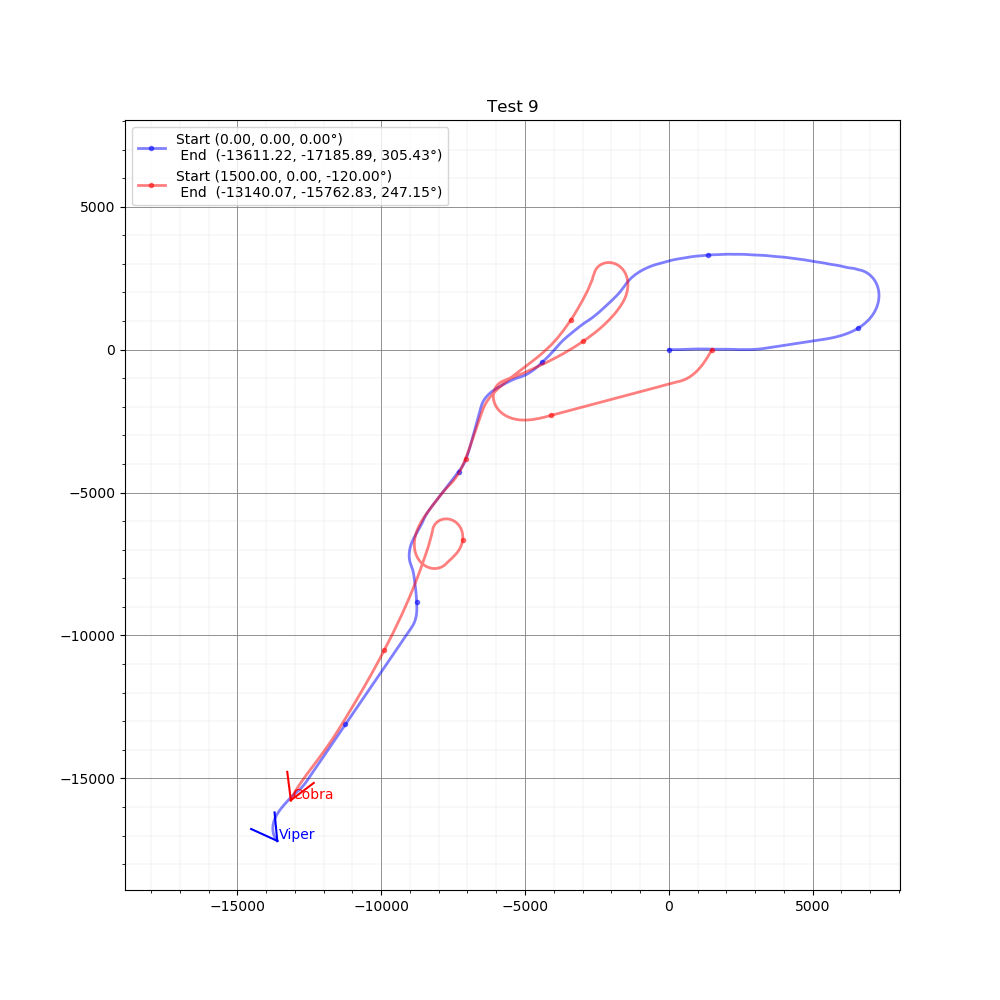 Test 9
Start (0.00, 0.00, 0.00°)
End (-13611.22, -17185.89, 305.43°)
Start (1500.00, 0.00, -120.00°)
End (-13140.07, -15762.83, 247.15°)
5000
0
−5000
−10000
−15000
Cobra
Viper
−15000 −10000 −5000 0 5000